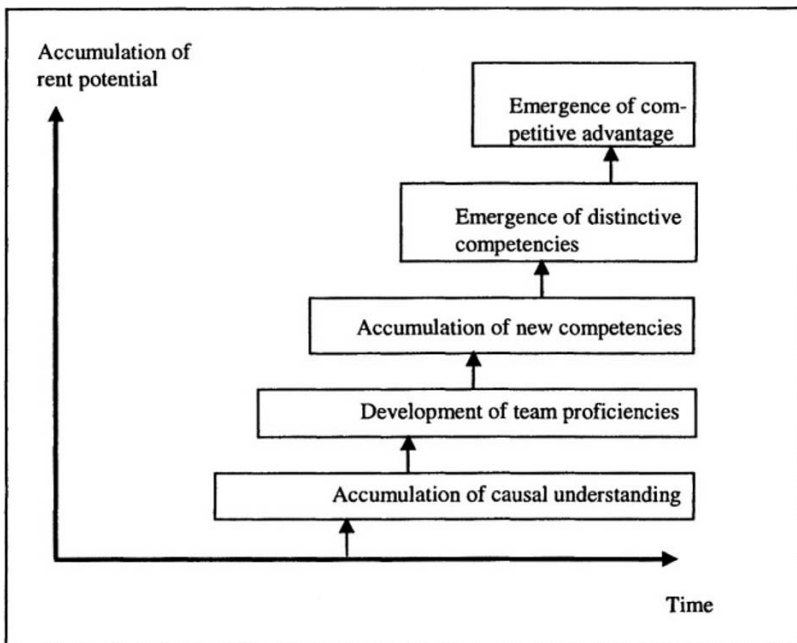 Accumulation of
rent potential
Emergence of com-
petitive advantage
Emergence of distinctive
competencies
Accumulation of new competencies
Development of team proficiencies
Accumulation of causal understanding
Time